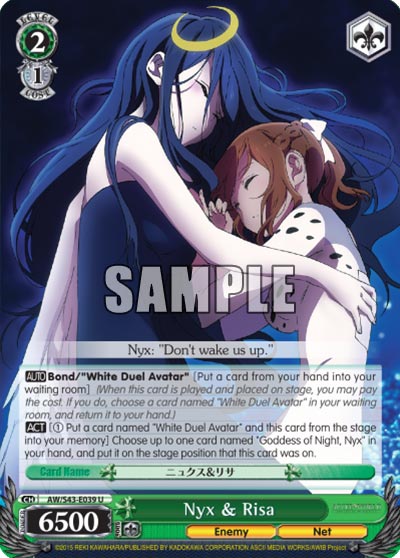 LEVEL
2
1
COST
SAMPLE
Nyx: "Don't wake us up."
AUTO Bond/"White Duel Avatar" [Put a card from your hand into your
waiting room] (When this card is played and placed on stage, you may pay
the cost. If you do, choose a card named "White Duel Avatar" in your waiting
room, and return it to your hand.)
ACT [① Put a card named "White Duel Avatar" and this card from the stage
into your memory] Choose up to one card named "Goddess of Night, Nyx" in
your hand, and put it on the stage position that this card was on.
Card Name
ニュクス&リサ
CH AW/S43-E039 U
POWER
6500
Nyx & Risa
Enemy
Net
©2015 REKI KAWAHARA/PUBLISHED BY KADOKAWA CORPORATION ASCII MEDIA WORKS/AWIB Project